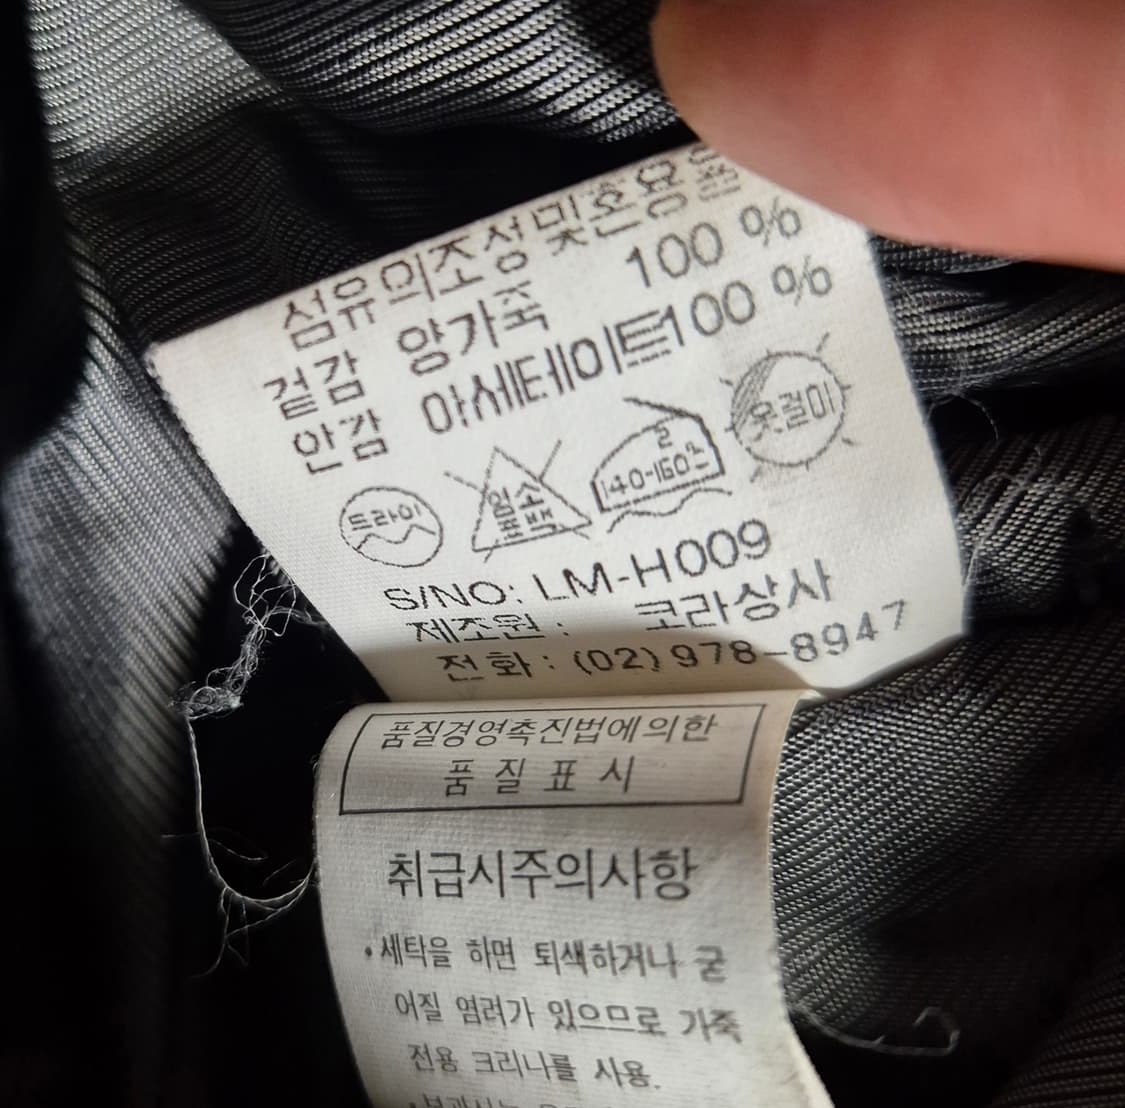 섬유의조성및혼용율
겉감 양가죽 100 %
안감 아세테이트100 %
드라이
염소
표백
2
140-160℃
옷걸이
S/NO: LM-H009
제조원 : 코라상사
전화 : (02)978-8947
품질경영촉진법에의한
품 질 표 시
취급시주의사항
•세탁을 하면 퇴색하거나 굳
어질 염려가 있으므로 가죽
전용 크리나를 사용.